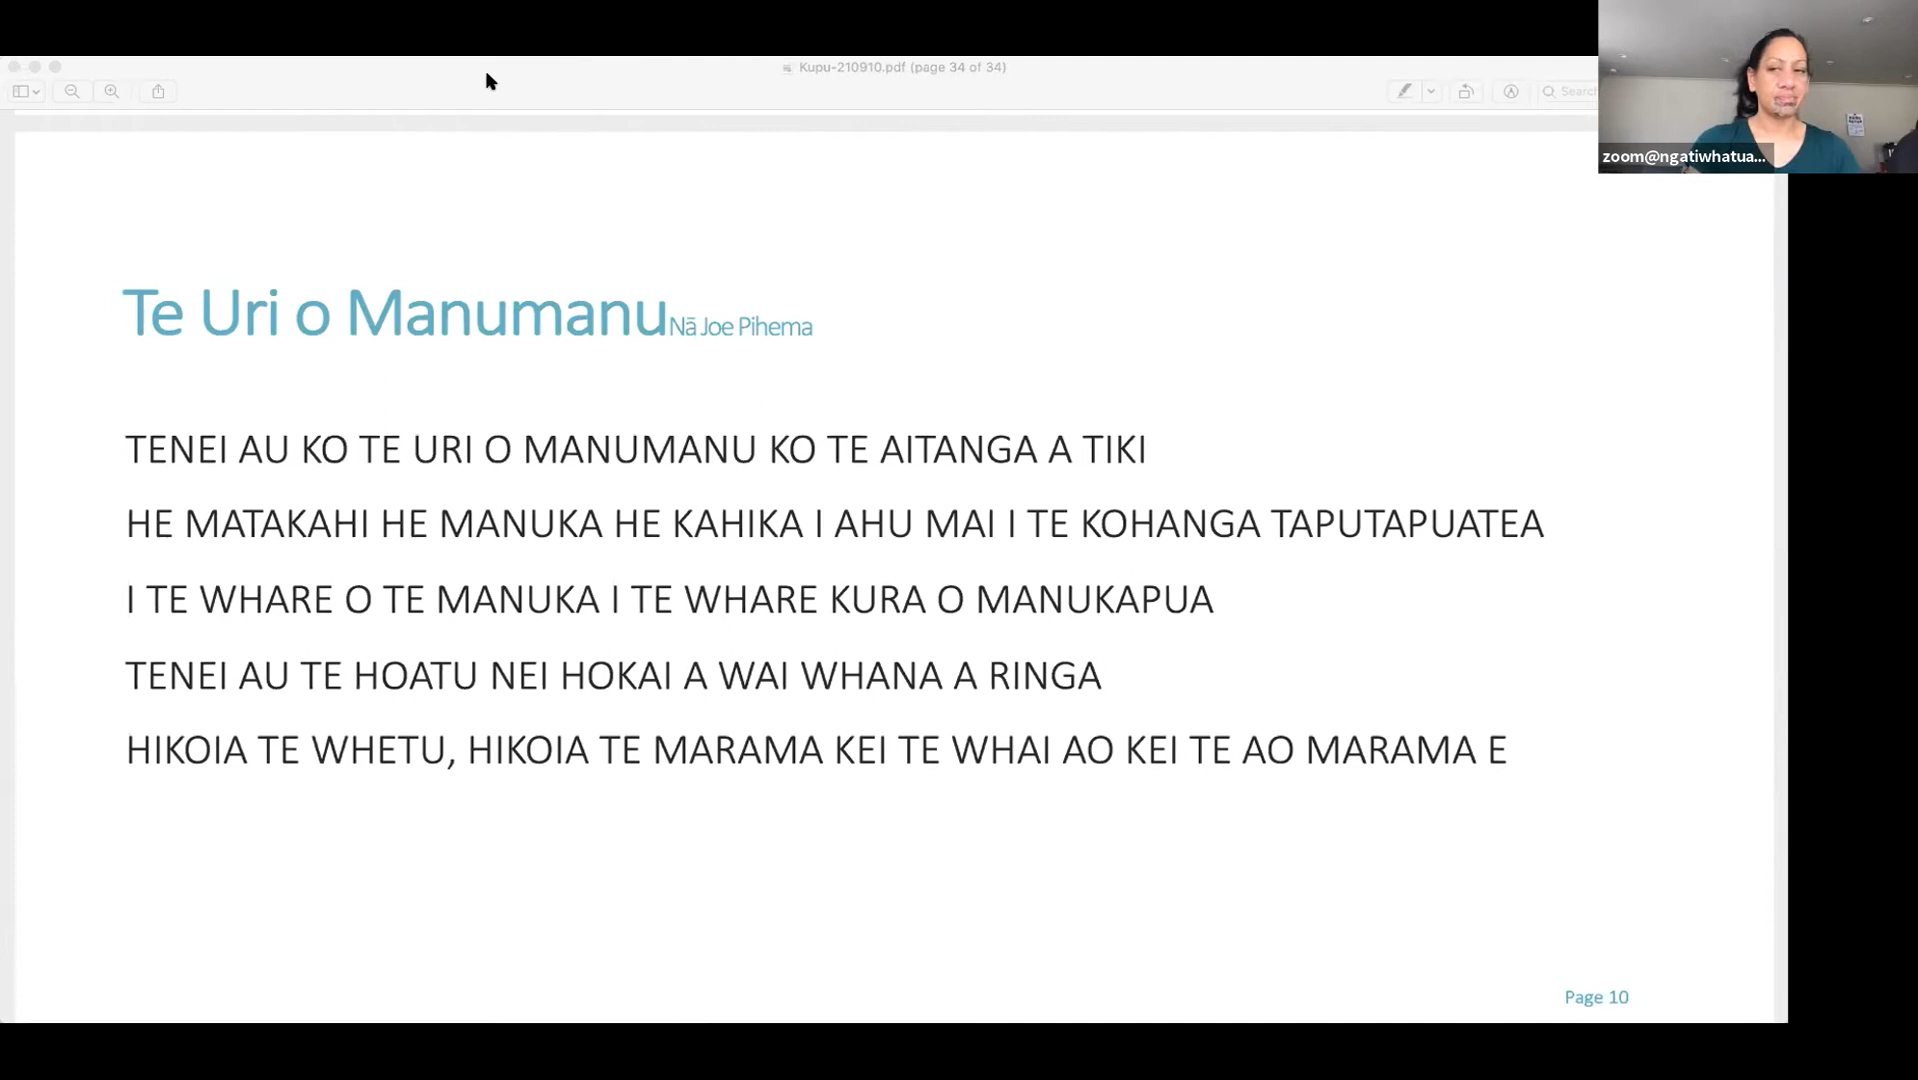 Kupu-210910.pdf (page 34 of 34)
Search
zoom@ngatiwhatua...
Te Uri o Manumanu Nā Joe Pihema
TENEI AU KO TE URI O MANUMANU KO TE AITANGA A TIKI
HE MATAKAHI HE MANUKA HE KAHIKA I AHU MAI I TE KOHANGA TAPUTAPUATEA
I TE WHARE O TE MANUKA I TE WHARE KURA O MANUKAPUA
TENEI AU TE HOATU NEI HOKAI A WAI WHANA A RINGA
HIKOIA TE WHETU, HIKOIA TE MARAMA KEI TE WHAI AO KEI TE AO MARAMA E
Page 10